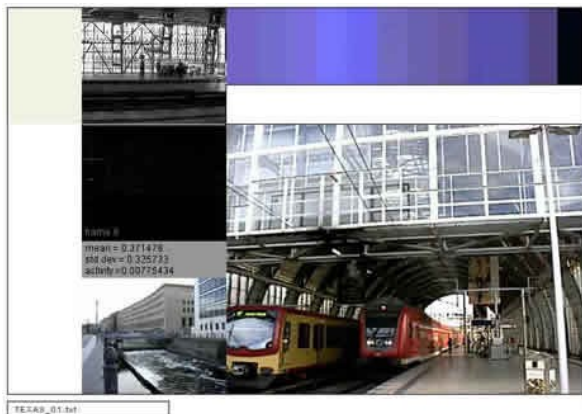 frame 8
mean = 0.371476
std dev = 0.325733
activity = 0.00775434
TEXAS_01.txt: